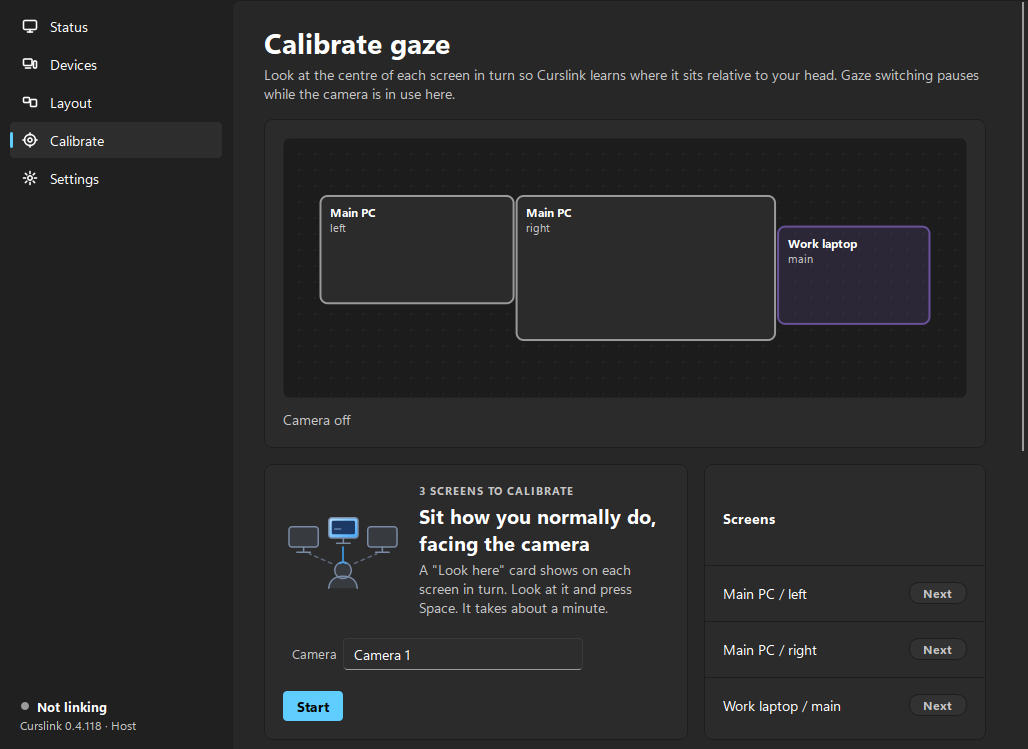 Status
Devices
Layout
Calibrate
Settings
Not linking
Curslink 0.4.118 · Host
Calibrate gaze
Look at the centre of each screen in turn so Curslink learns where it sits relative to your head. Gaze switching pauses
while the camera is in use here.
Main PC
left
Main PC
right
Work laptop
main
Camera off
3 SCREENS TO CALIBRATE
Sit how you normally do,
facing the camera
A "Look here" card shows on each
screen in turn. Look at it and press
Space. It takes about a minute.
Camera
Camera 1
Start
Screens
Main PC / left
Next
Main PC / right
Next
Work laptop / main
Next